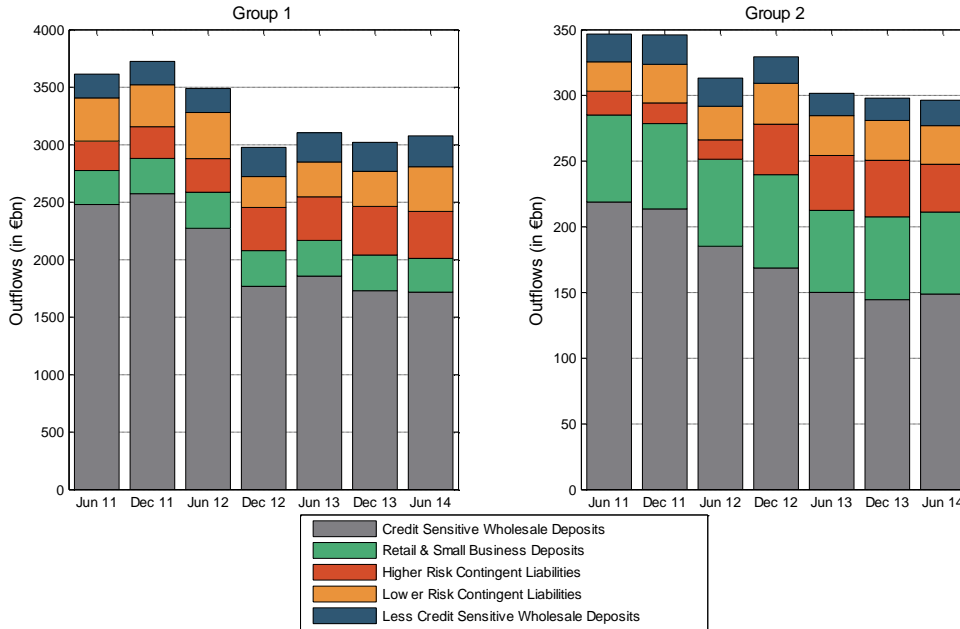 Group 1
Group 2
Outflows (in €bn)
4000
3500
3000
2500
2000
1500
1000
500
0
Jun 11 Dec 11 Jun 12 Dec 12 Jun 13 Dec 13 Jun 14
Outflows (in €bn)
350
300
250
200
150
100
50
0
Jun 11 Dec 11 Jun 12 Dec 12 Jun 13 Dec 13 Jun 14
Credit Sensitive Wholesale Deposits
Retail & Small Business Deposits
Higher Risk Contingent Liabilities
Lower Risk Contingent Liabilities
Less Credit Sensitive Wholesale Deposits